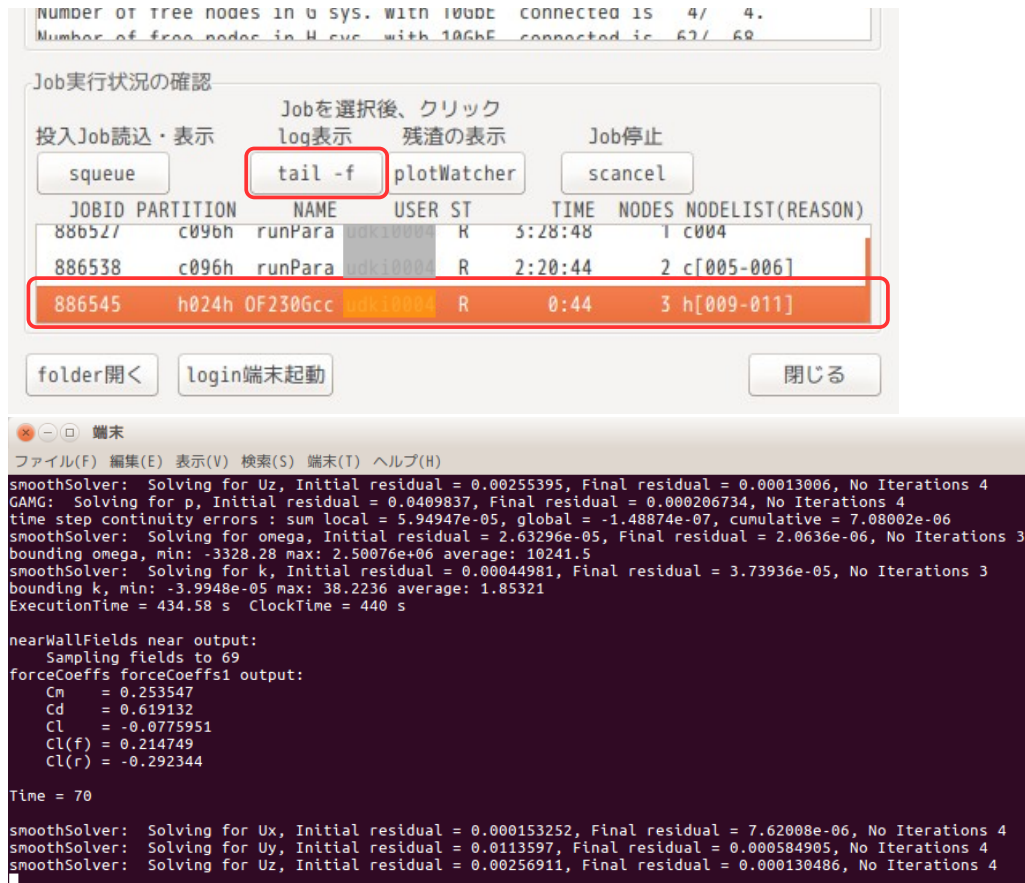 Number of free nodes in G sys. with 10GbE connected is 4/ 4.
Number of free nodes in H sys. with 10GbE connected is 62/ 68
Job実行状況の確認
Jobを選択後、クリック
投入Job読込・表示 log表示 残渣の表示 Job停止
squeue tail -f plotWatcher scancel
JOBID PARTITION NAME USER ST TIME NODES NODELIST(REASON)
886527 c096h runPara udki0004 R 3:28:48 1 c004
886538 c096h runPara udki0004 R 2:20:44 2 c[005-006]
886545 h024h OF230Gcc udki0004 R 0:44 3 h[009-011]
folder開く login端末起動 閉じる
端末
ファイル(F) 編集(E) 表示(V) 検索(S) 端末(T) ヘルプ(H)
smoothSolver: Solving for Uz, Initial residual = 0.00255395, Final residual = 0.00013006, No Iterations 4
GAMG: Solving for p, Initial residual = 0.0409837, Final residual = 0.000206734, No Iterations 4
time step continuity errors : sum local = 5.94947e-05, global = -1.48874e-07, cumulative = 7.08002e-06
smoothSolver: Solving for omega, Initial residual = 2.63296e-05, Final residual = 2.0636e-06, No Iterations 3
bounding omega, min: -3328.28 max: 2.50076e+06 average: 10241.5
smoothSolver: Solving for k, Initial residual = 0.00044981, Final residual = 3.73936e-05, No Iterations 3
bounding k, min: -3.9948e-05 max: 38.2236 average: 1.85321
ExecutionTime = 434.58 s ClockTime = 440 s
nearWallFields near output:
Sampling fields to 69
forceCoeffs forceCoeffs1 output:
Cm = 0.253547
Cd = 0.619132
Cl = -0.0775951
Cl(f) = 0.214749
Cl(r) = -0.292344
Time = 70
smoothSolver: Solving for Ux, Initial residual = 0.000153252, Final residual = 7.62008e-06, No Iterations 4
smoothSolver: Solving for Uy, Initial residual = 0.0113597, Final residual = 0.000584905, No Iterations 4
smoothSolver: Solving for Uz, Initial residual = 0.00256911, Final residual = 0.000130486, No Iterations 4